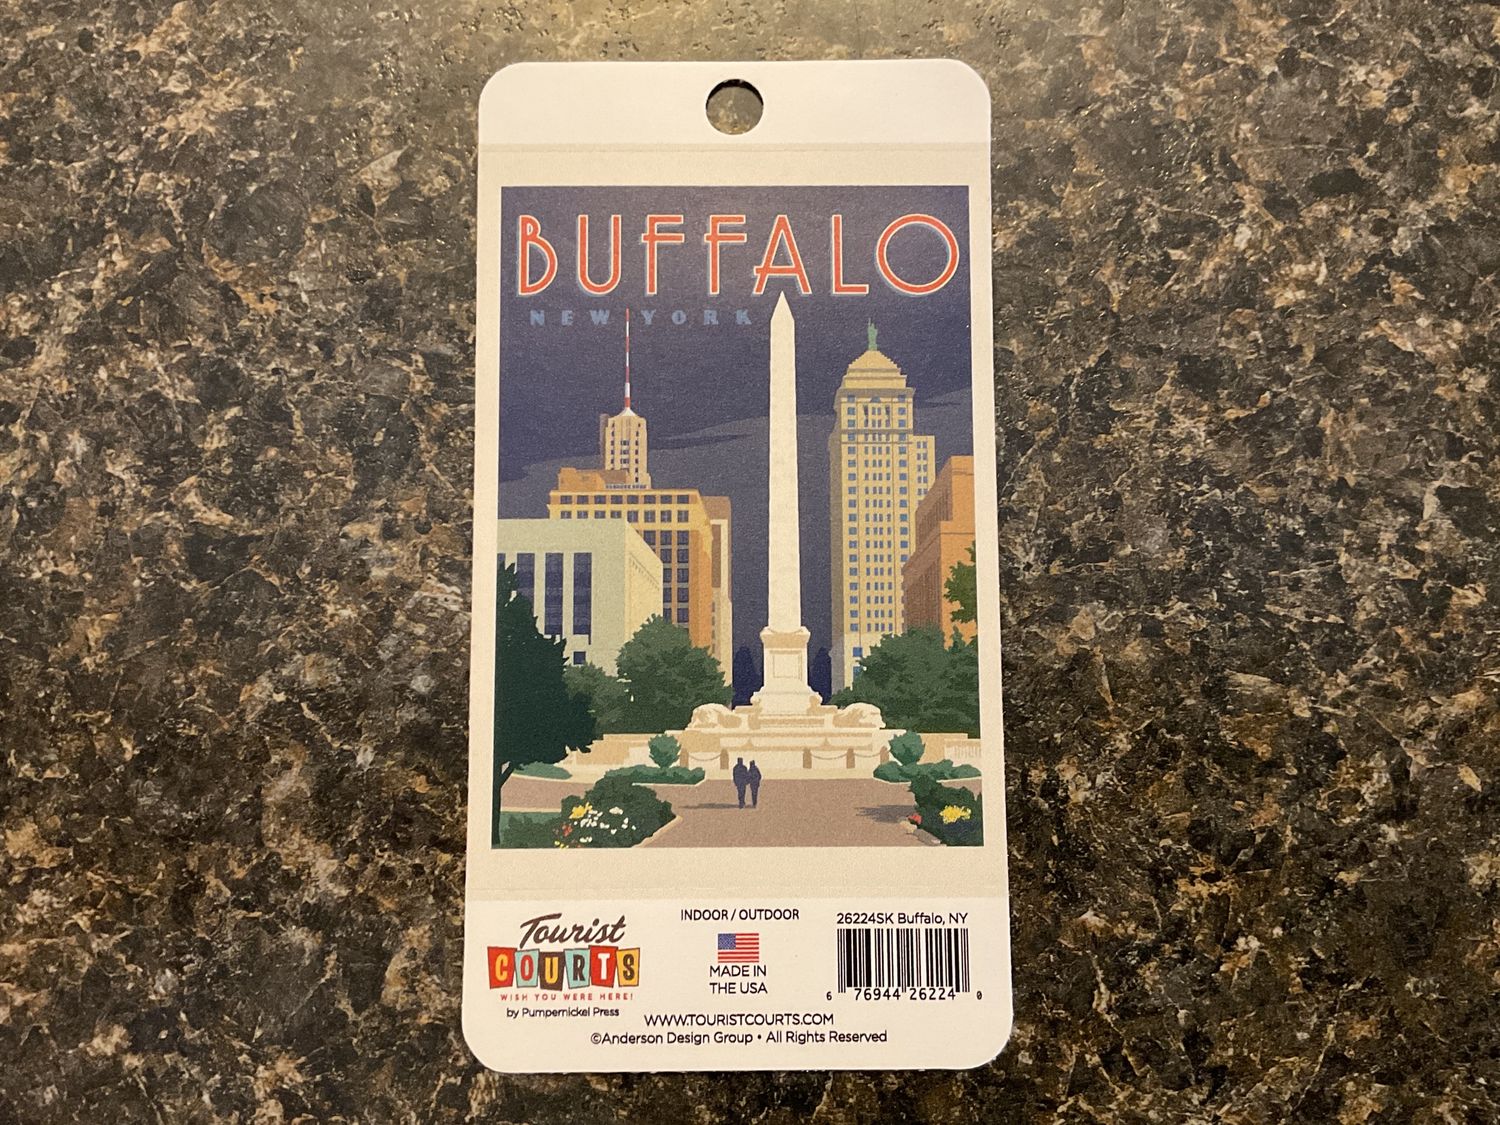 BUFFALO
NEW YORK
Tourist
COURTS
WISH YOU WERE HERE!
by Pumpernickel Press
INDOOR / OUTDOOR
MADE IN
THE USA
26224SK Buffalo, NY
6 76944 26224 0
WWW.TOURISTCOURTS.COM
©Anderson Design Group • All Rights Reserved